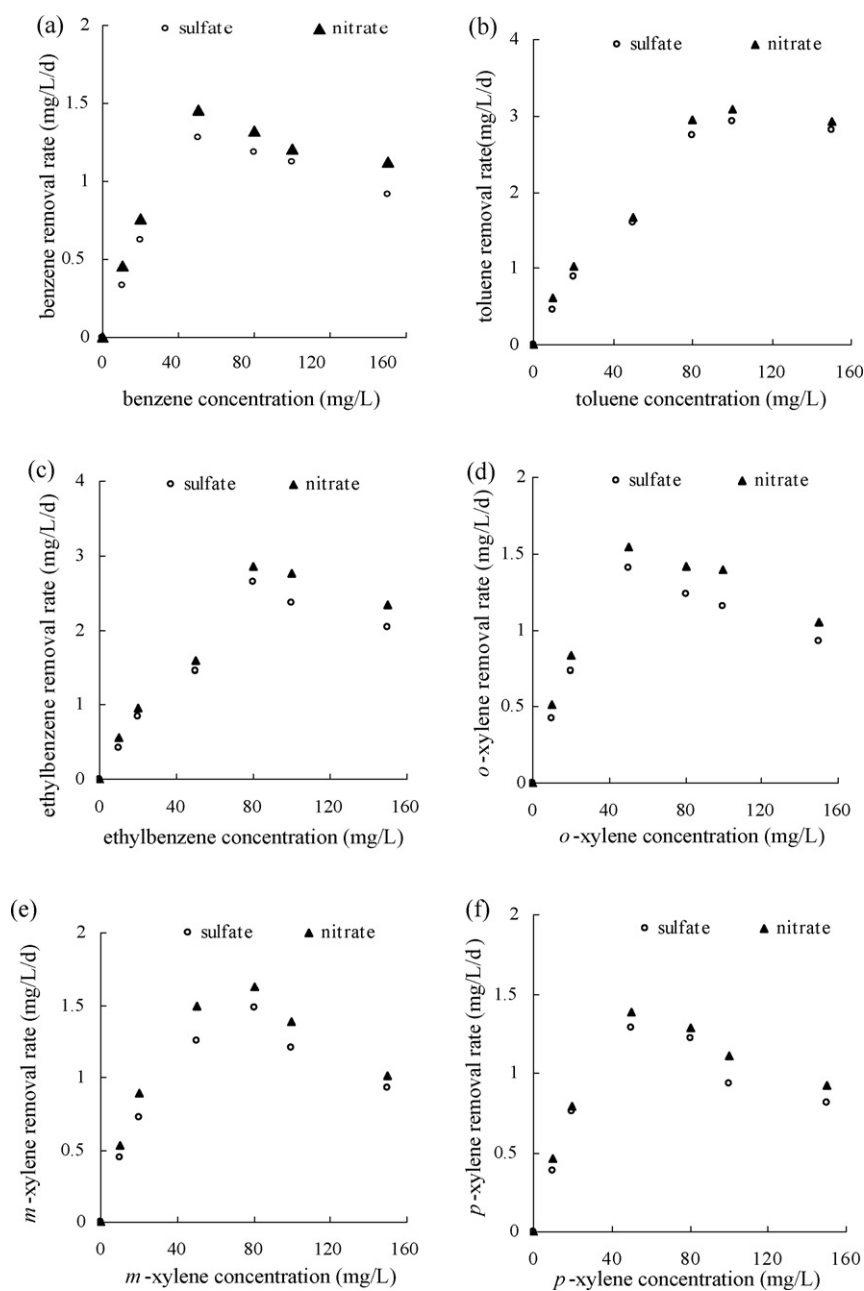 (a)
sulfate nitrate
benzene removal rate (mg/L/d)
2
1.5
1
0.5
0
0 40 80 120 160
benzene concentration (mg/L)
(b)
sulfate nitrate
toluene removal rate(mg/L/d)
4
3
2
1
0
0 40 80 120 160
toluene concentration (mg/L)
(c)
sulfate nitrate
ethylbenzene removal rate (mg/L/d)
4
3
2
1
0
0 40 80 120 160
ethylbenzene concentration (mg/L)
(d)
sulfate nitrate
o-xylene removal rate (mg/L/d)
2
1.5
1
0.5
0
0 40 80 120 160
o-xylene concentration (mg/L)
(e)
sulfate nitrate
m-xylene removal rate (mg/L/d)
2
1.5
1
0.5
0
0 40 80 120 160
m-xylene concentration (mg/L)
(f)
sulfate nitrate
p-xylene removal rate (mg/L/d)
2
1.5
1
0.5
0
0 40 80 120 160
p-xylene concentration (mg/L)